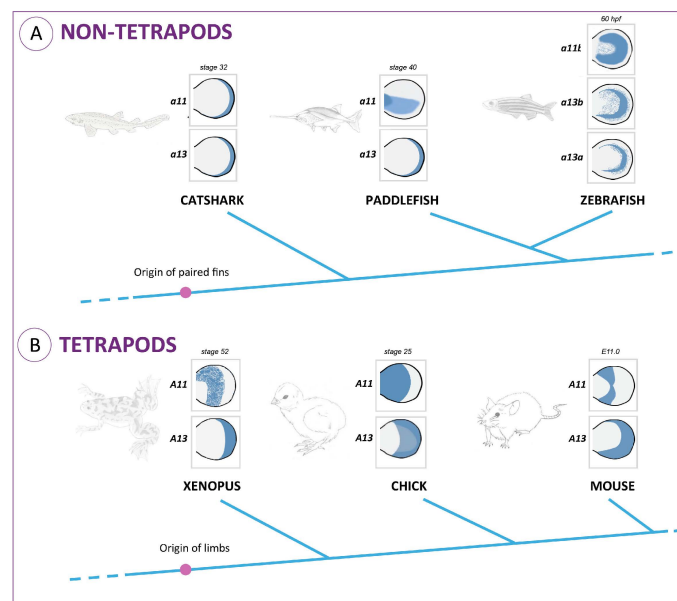 A NON-TETRAPODS
stage 32
stage 40
60 hpf
a11
a13
a11
a13
a11b
a13b
a13a
CATSHARK
PADDLEFISH
ZEBRAFISH
Origin of paired fins
B TETRAPODS
stage 52
stage 25
E11.0
A11
A13
A11
A13
A11
A13
XENOPUS
CHICK
MOUSE
Origin of limbs